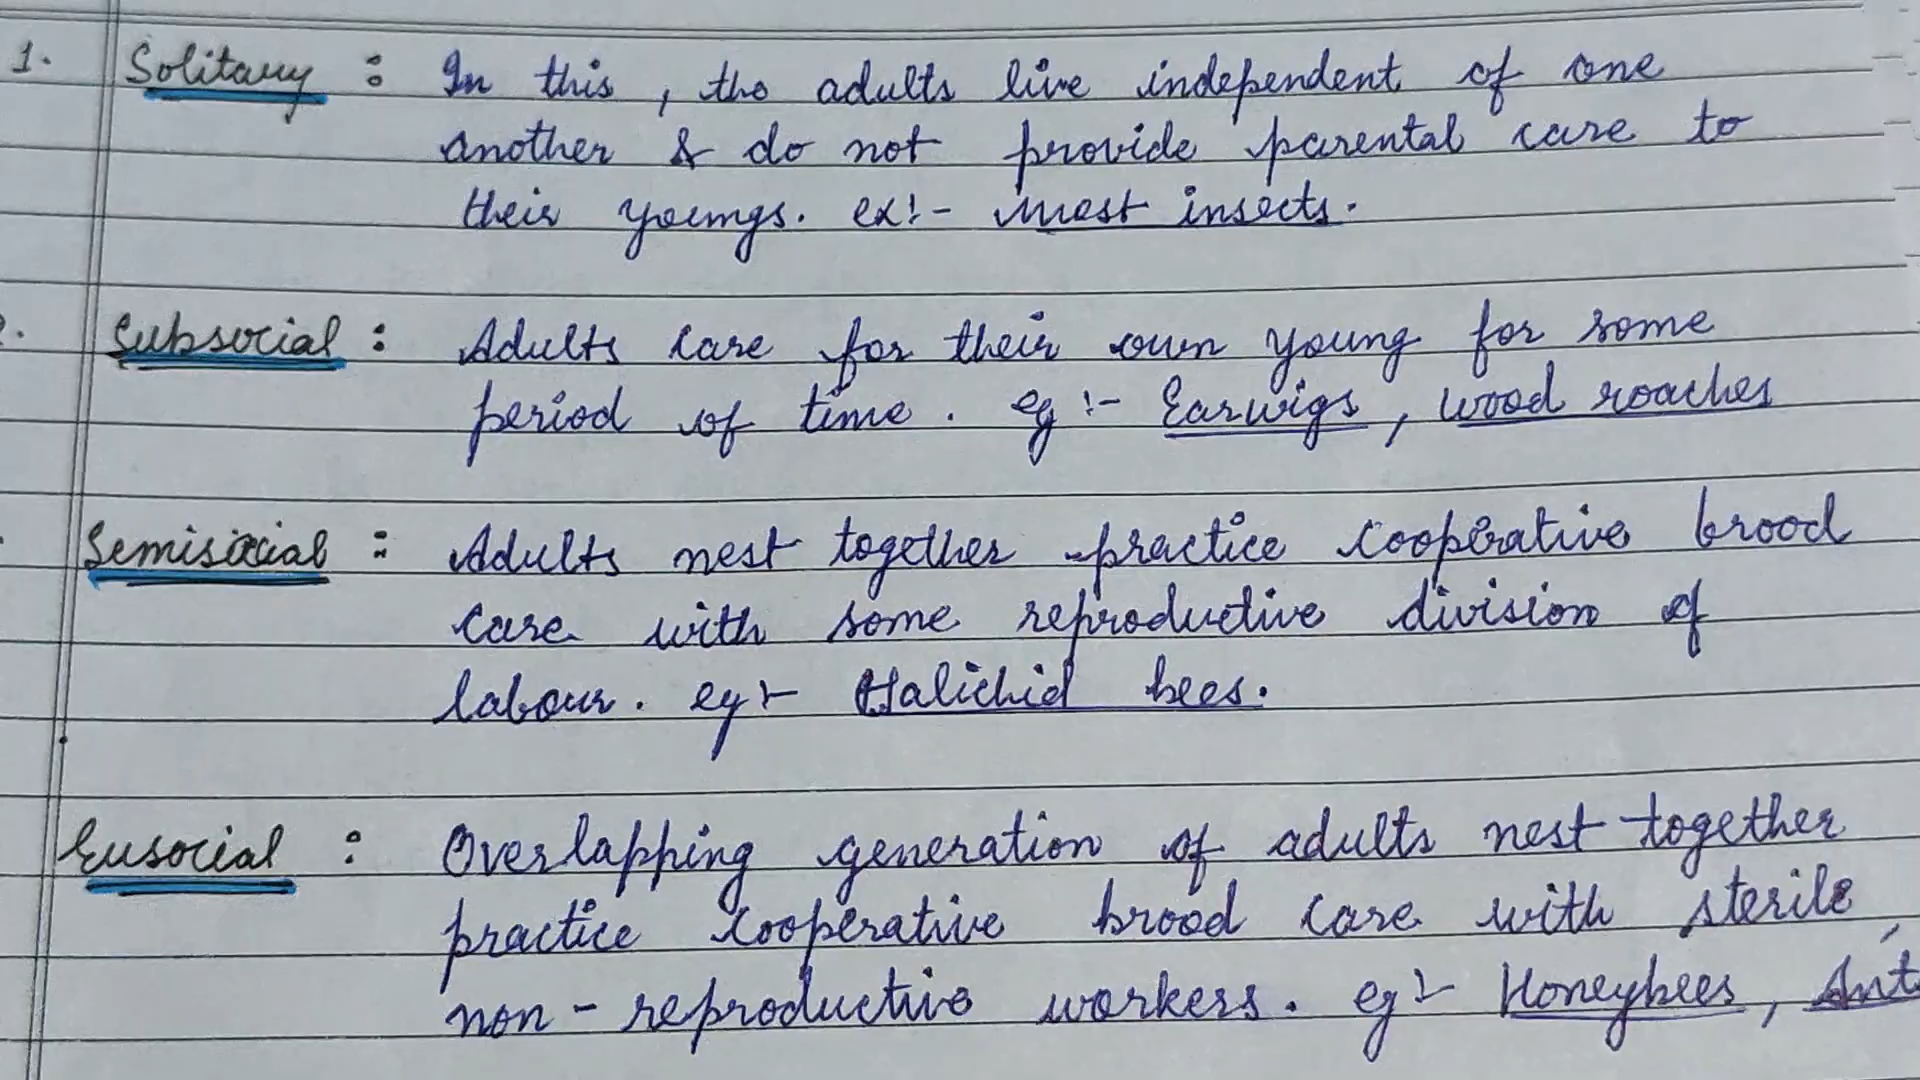 1. Solitary : In this, the adults live independent of one
another & do not provide parental care to
their youngs. ex:- Most insects.
2. Subsocial : Adults care for their own young for some
period of time. eg :- Earwigs, wood roaches
Semisocial : Adults nest together practice cooperative brood
care with some reproductive division of
labour. eg:- Halichid bees.
Eusocial : Overlapping generation of adults nest together
practice cooperative brood care with sterile,
non-reproductive workers. eg:- Honeybees, Ant